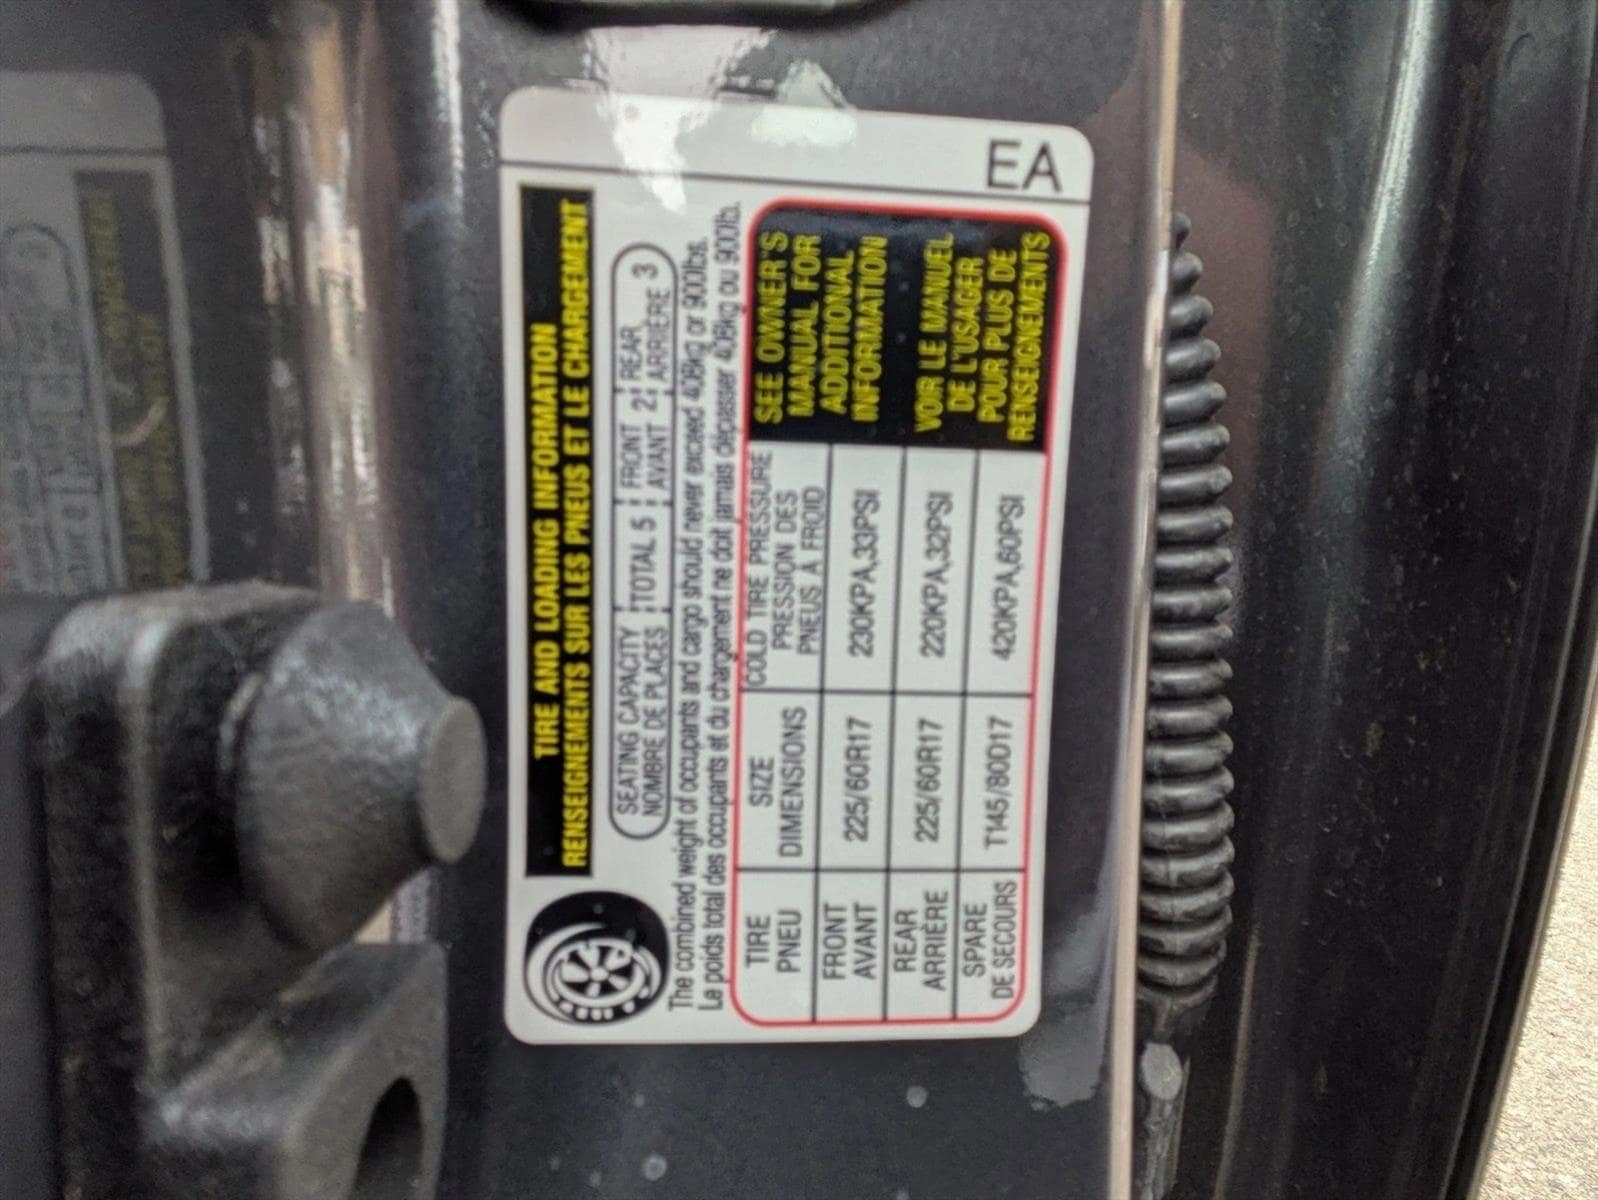 EA
TIRE AND LOADING INFORMATION
RENSEIGNEMENTS SUR LES PNEUS ET LE CHARGEMENT
SEATING CAPACITY TOTAL 5 FRONT 2 REAR 3
NOMBRE DE PLACES AVANT ARRIÈRE
The combined weight of occupants and cargo should never exceed 408kg or 900lbs.
Le poids total des occupants et du chargement ne doit jamais dépasser 408kg ou 900lb.
TIRE SIZE COLD TIRE PRESSURE
PNEU DIMENSIONS PRESSION DES
PNEUS À FROID
FRONT 225/60R17 230KPA,33PSI
AVANT
REAR 225/60R17 220KPA,32PSI
ARRIÈRE
SPARE T145/80D17 420KPA,60PSI
DE SECOURS
SEE OWNER'S
MANUAL FOR
ADDITIONAL
INFORMATION
VOIR LE MANUEL
DE L'USAGER
POUR PLUS DE
RENSEIGNEMENTS